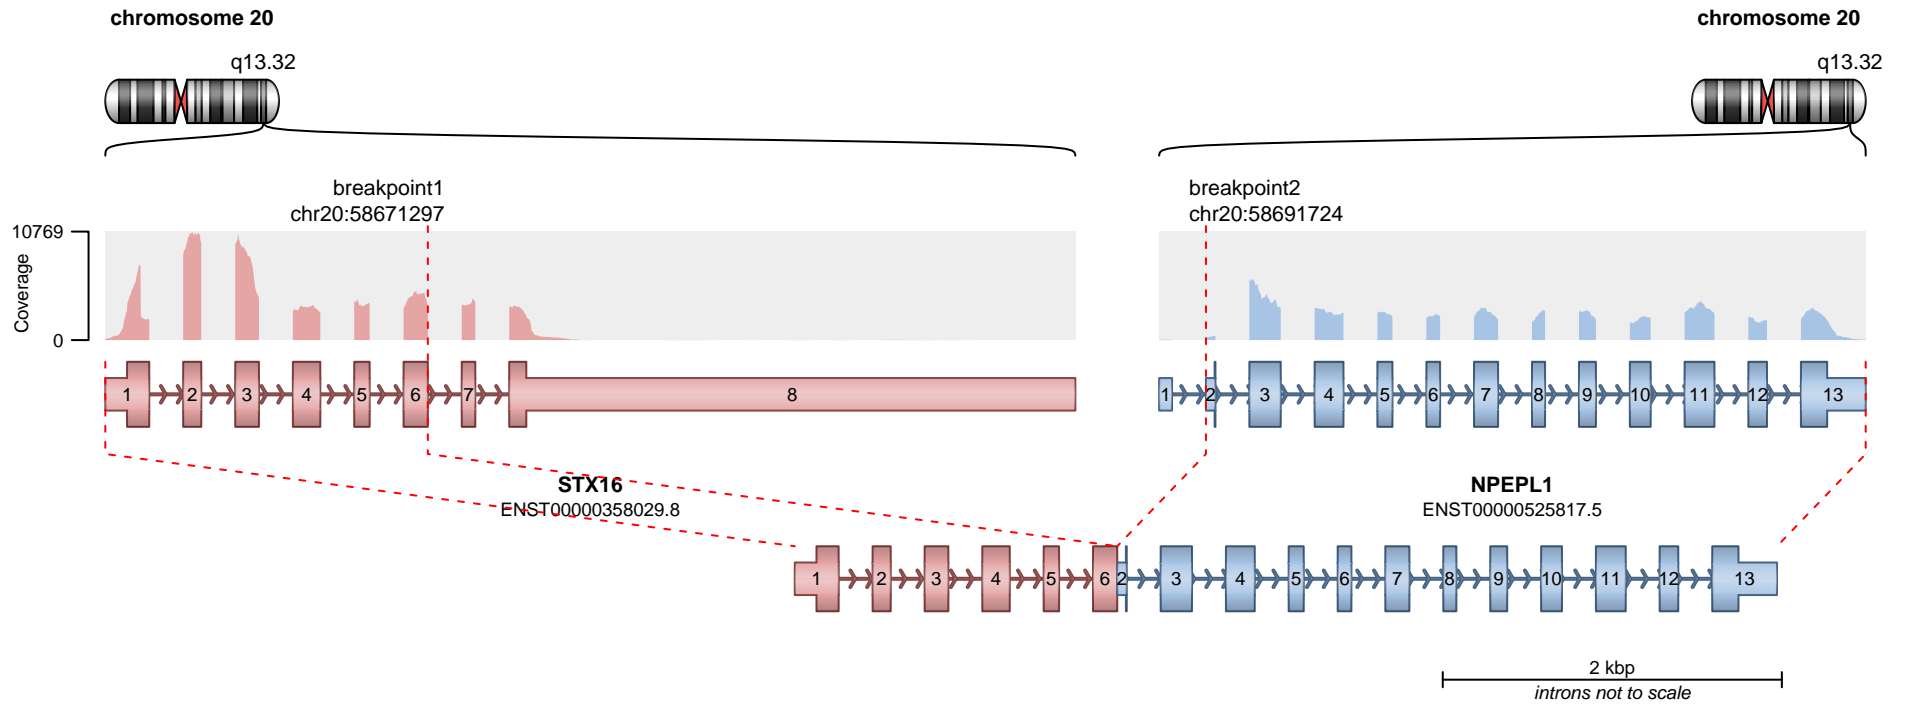 chromosome 20 chromosome 20
q13.32 q13.32
breakpoint1 breakpoint2
chr20:58671297 chr20:58691724
10769
Coverage
0
1 2 3 4 5 6 7 8 1 2 3 4 5 6 7 8 9 10 11 12 13
STX16 NPEPL1
ENST00000358029.8 ENST00000525817.5
1 2 3 4 5 6 2 3 4 5 6 7 8 9 10 11 12 13
2 kbp
introns not to scale